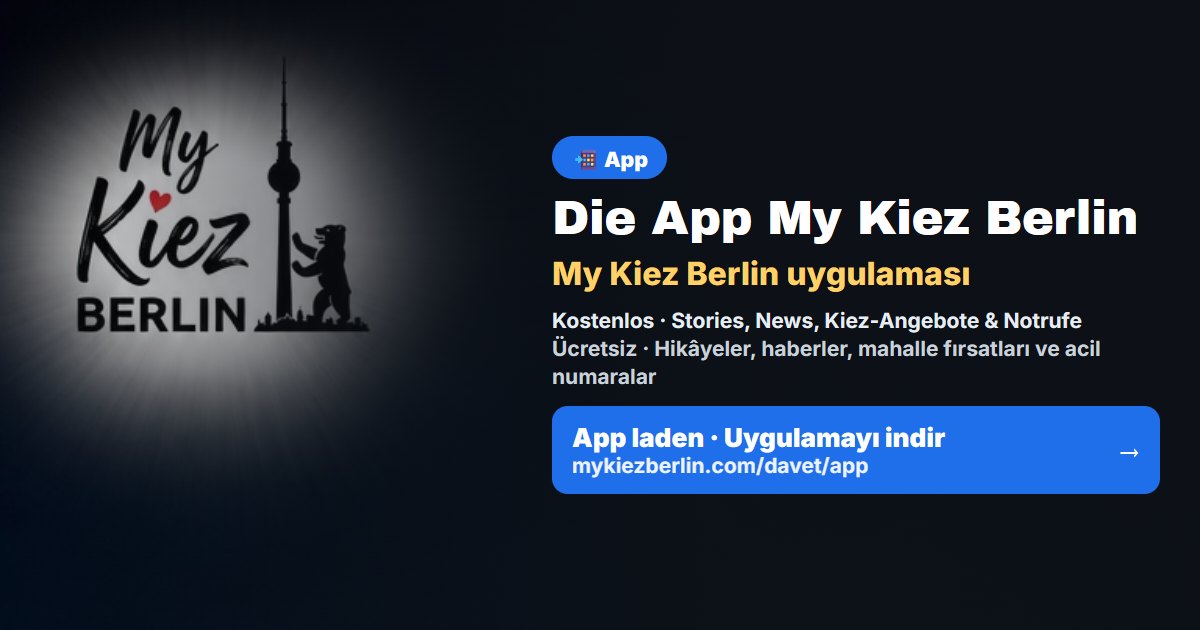 My
Kiez
BERLIN
📲 App
Die App My Kiez Berlin
My Kiez Berlin uygulaması
Kostenlos · Stories, News, Kiez-Angebote & Notrufe
Ücretsiz · Hikâyeler, haberler, mahalle fırsatları ve acil
numaralar
App laden · Uygulamayı indir
mykiezberlin.com/davet/app
→